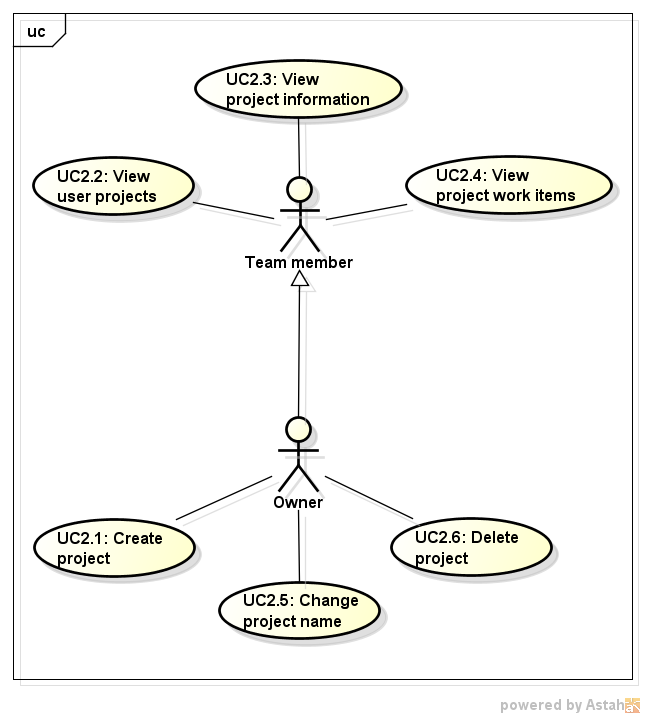 uc
UC2.3: View
project information
UC2.2: View
user projects
UC2.4: View
project work items
Team member
Owner
UC2.1: Create
project
UC2.6: Delete
project
UC2.5: Change
project name
powered by Astah